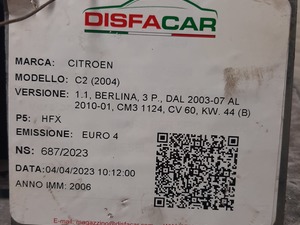 DISFACAR
MARCA: CITROEN
MODELLO: C2 (2004)
VERSIONE: 1.1, BERLINA, 3 P., DAL 2003-07 AL
2010-01, CM3 1124, CV 60, KW. 44 (B)
P5: HFX
EMISSIONE: EURO 4
NS: 687/2023
DATA: 04/04/2023 10:12:00
ANNO IMM: 2006